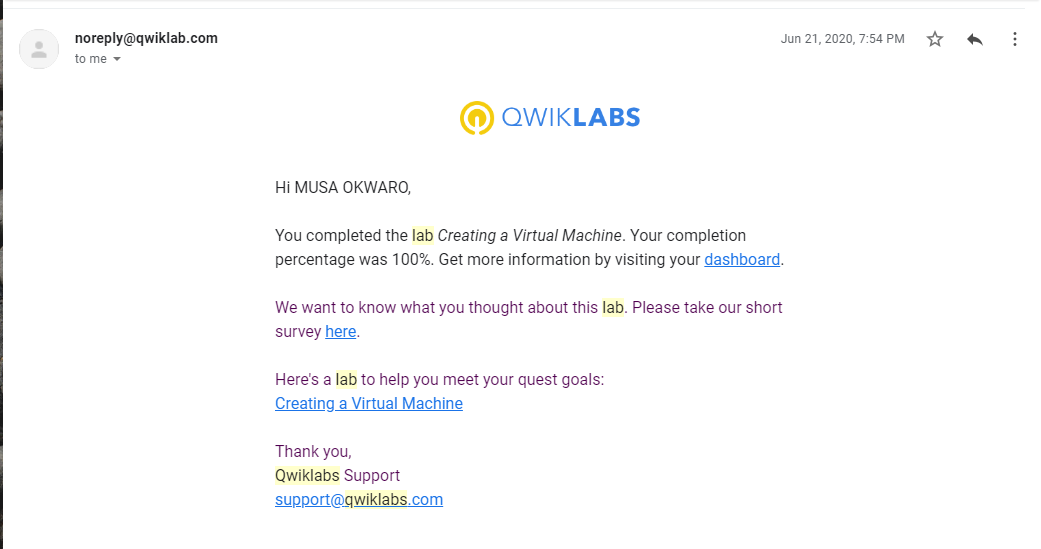 noreply@qwiklab.com
Jun 21, 2020, 7:54 PM
to me
QWIKLABS
Hi MUSA OKWARO,
You completed the lab Creating a Virtual Machine. Your completion
percentage was 100%. Get more information by visiting your dashboard.
We want to know what you thought about this lab. Please take our short
survey here.
Here's a lab to help you meet your quest goals:
Creating a Virtual Machine
Thank you,
Qwiklabs Support
support@qwiklabs.com